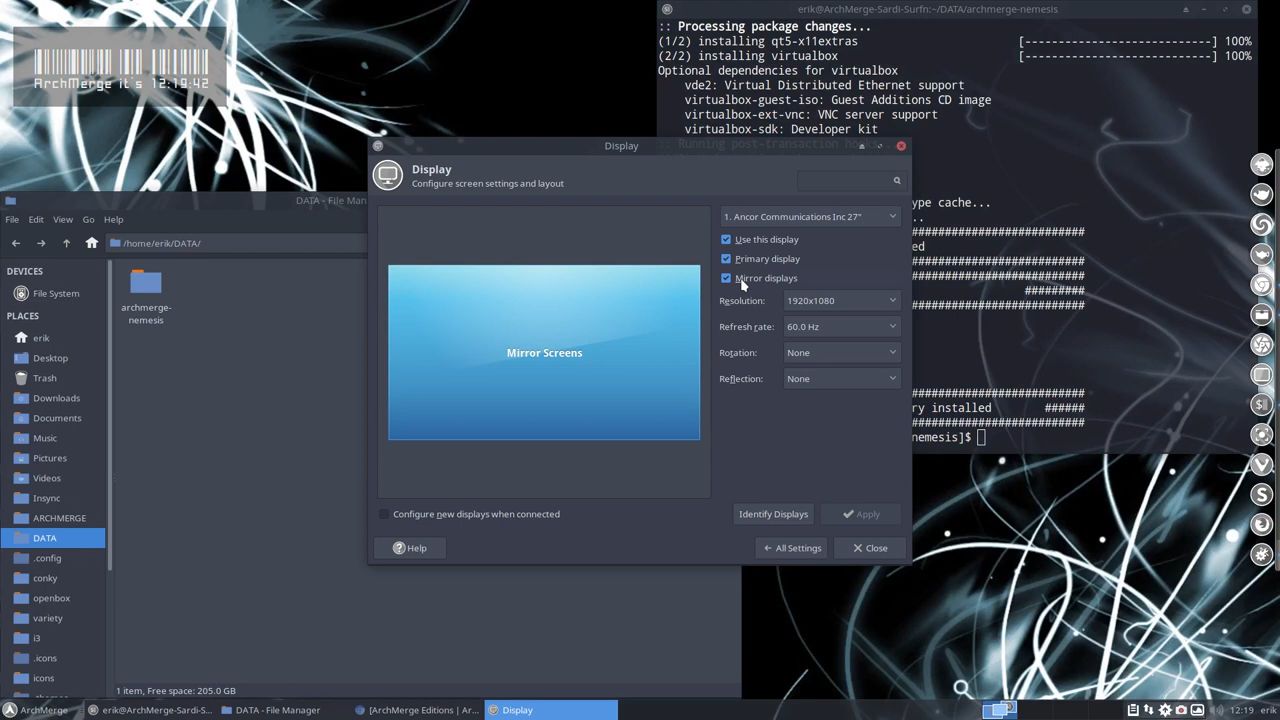 ArchMerge it's 12:19:42
erik@ArchMerge-Sardi-Surfn:~/DATA/archmerge-nemesis
:: Processing package changes...
(1/2) installing qt5-x11extras [---------------------------] 100%
(2/2) installing virtualbox [---------------------------] 100%
Optional dependencies for virtualbox
vde2: Virtual Distributed Ethernet support
virtualbox-guest-iso: Guest Additions CD image
virtualbox-ext-vnc: VNC server support
virtualbox-sdk: Developer kit
:: Running post-transaction hooks...
ype cache...
..
########################
ed
########################
########################
########
########################
########################
ry installed ######
########################
nemesis]$
DATA - File Man
File Edit View Go Help
/home/erik/DATA/
DEVICES
File System
PLACES
erik
Desktop
Trash
Downloads
Documents
Music
Pictures
Videos
Insync
ARCHMERGE
DATA
.config
conky
openbox
variety
i3
.icons
icons
archmerge-
nemesis
1 item, Free space: 205.0 GB
Display
Display
Configure screen settings and layout
Mirror Screens
1. Ancor Communications Inc 27"
Use this display
Primary display
Mirror displays
Resolution: 1920x1080
Refresh rate: 60.0 Hz
Rotation: None
Reflection: None
Configure new displays when connected
Identify Displays
Apply
Help
All Settings
Close
ArchMerge
erik@ArchMerge-Sardi-S...
DATA - File Manager
[ArchMerge Editions | Ar...
Display
12:19 erik